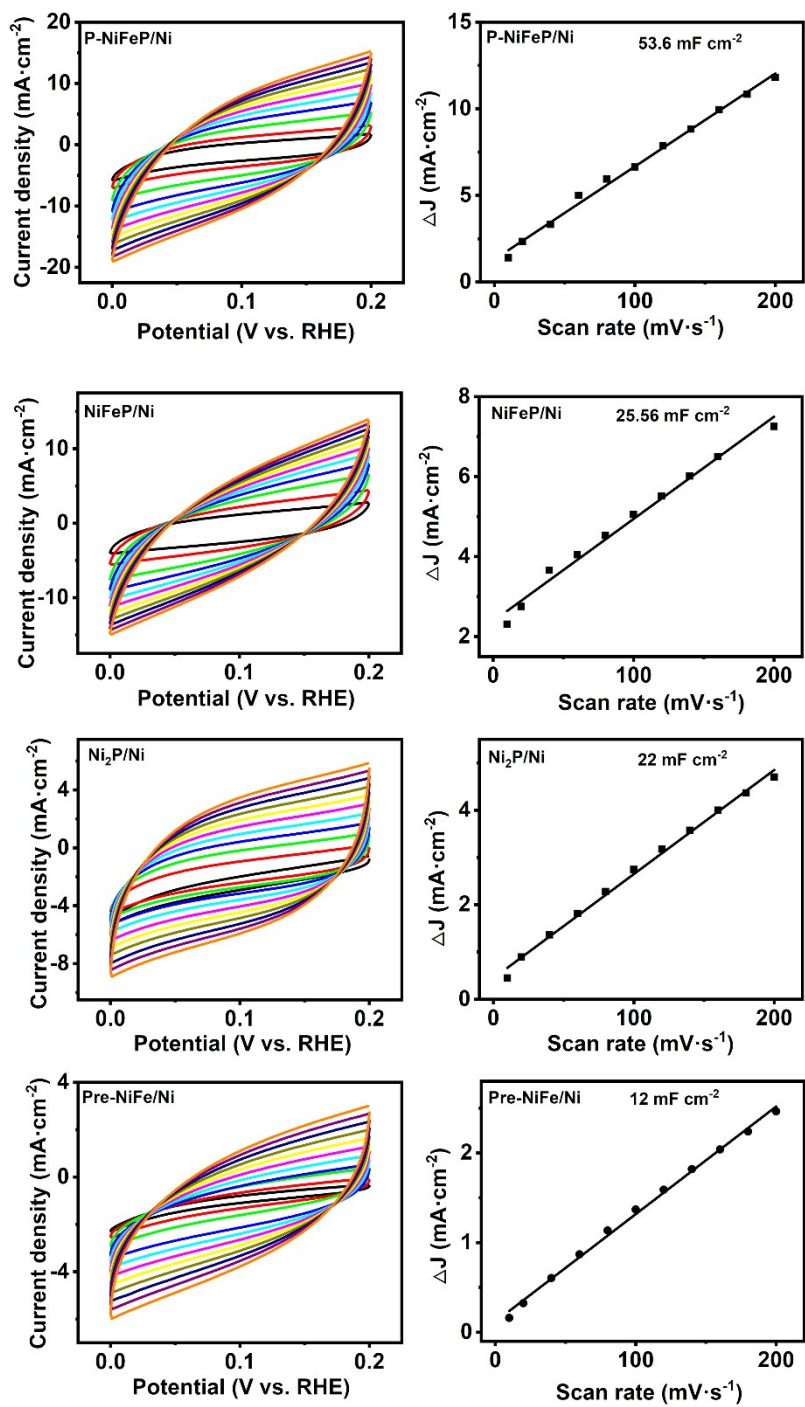 P-NiFeP/Ni
20
10
0
-10
-20
0.0 0.1 0.2
Current density (mA·cm⁻²)
Potential (V vs. RHE)
P-NiFeP/Ni
53.6 mF cm⁻²
15
10
5
0
0 100 200
△J (mA·cm⁻²)
Scan rate (mV·s⁻¹)
NiFeP/Ni
10
0
-10
0.0 0.1 0.2
Current density (mA·cm⁻²)
Potential (V vs. RHE)
NiFeP/Ni
25.56 mF cm⁻²
8
6
4
2
0 100 200
△J (mA·cm⁻²)
Scan rate (mV·s⁻¹)
Ni₂P/Ni
4
0
-4
-8
0.0 0.1 0.2
Current density (mA·cm⁻²)
Potential (V vs. RHE)
Ni₂P/Ni
22 mF cm⁻²
4
2
0
0 100 200
△J (mA·cm⁻²)
Scan rate (mV·s⁻¹)
Pre-NiFe/Ni
4
0
-4
0.0 0.1 0.2
Current density (mA·cm⁻²)
Potential (V vs. RHE)
Pre-NiFe/Ni
12 mF cm⁻²
2
1
0
0 100 200
△J (mA·cm⁻²)
Scan rate (mV·s⁻¹)